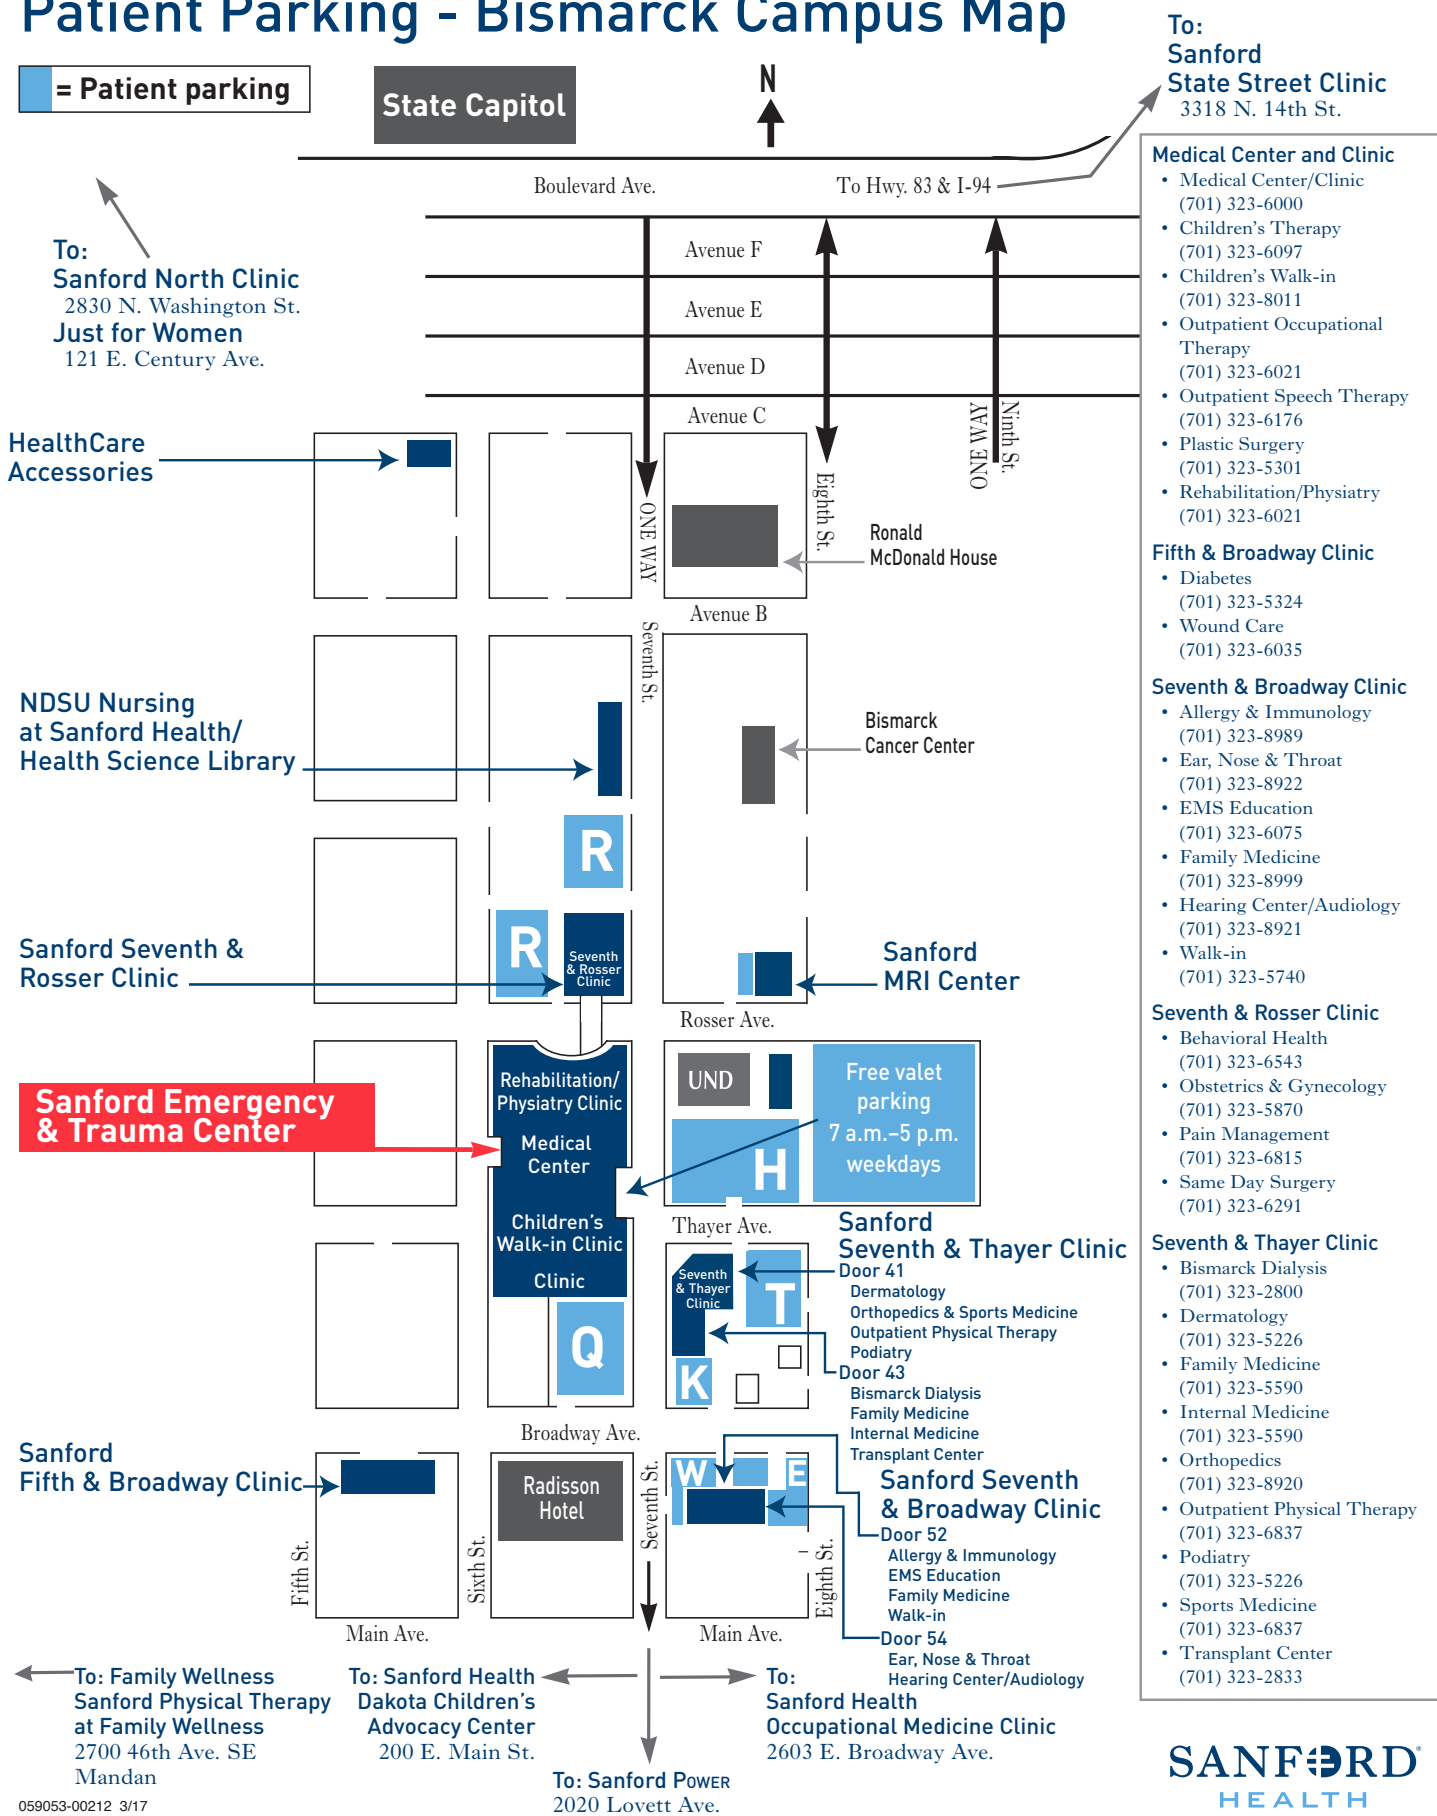 Patient Parking - Bismarck Campus Map
= Patient parking
State Capitol
N
To:
Sanford
State Street Clinic
3318 N. 14th St.
Boulevard Ave.
To Hwy. 83 & I-94
To:
Sanford North Clinic
2830 N. Washington St.
Just for Women
121 E. Century Ave.
Avenue F
Avenue E
Avenue D
Avenue C
HealthCare
Accessories
ONE WAY
Seventh St.
Eighth St.
Ninth St.
ONE WAY
Ronald
McDonald House
Avenue B
NDSU Nursing
at Sanford Health/
Health Science Library
Bismarck
Cancer Center
R
R
Sanford Seventh &
Rosser Clinic
Seventh
& Rosser
Clinic
Sanford
MRI Center
Rosser Ave.
Sanford Emergency
& Trauma Center
Rehabilitation/
Physiatry Clinic
Medical
Center
Children's
Walk-in Clinic
Clinic
UND
H
Free valet
parking
7 a.m.–5 p.m.
weekdays
Thayer Ave.
Q
Seventh
& Thayer
Clinic
T
K
Sanford
Seventh & Thayer Clinic
Door 41
Dermatology
Orthopedics & Sports Medicine
Outpatient Physical Therapy
Podiatry
Door 43
Bismarck Dialysis
Family Medicine
Internal Medicine
Transplant Center
Broadway Ave.
Sanford
Fifth & Broadway Clinic
Radisson
Hotel
W
E
Sanford Seventh
& Broadway Clinic
Door 52
Allergy & Immunology
EMS Education
Family Medicine
Walk-in
Door 54
Ear, Nose & Throat
Hearing Center/Audiology
Fifth St.
Sixth St.
Seventh St.
Eighth St.
Main Ave.
Main Ave.
To: Family Wellness
Sanford Physical Therapy
at Family Wellness
2700 46th Ave. SE
Mandan
To: Sanford Health
Dakota Children's
Advocacy Center
200 E. Main St.
To: Sanford POWER
2020 Lovett Ave.
To:
Sanford Health
Occupational Medicine Clinic
2603 E. Broadway Ave.
059053-00212 3/17
Medical Center and Clinic
• Medical Center/Clinic
(701) 323-6000
• Children's Therapy
(701) 323-6097
• Children's Walk-in
(701) 323-8011
• Outpatient Occupational
Therapy
(701) 323-6021
• Outpatient Speech Therapy
(701) 323-6176
• Plastic Surgery
(701) 323-5301
• Rehabilitation/Physiatry
(701) 323-6021
Fifth & Broadway Clinic
• Diabetes
(701) 323-5324
• Wound Care
(701) 323-6035
Seventh & Broadway Clinic
• Allergy & Immunology
(701) 323-8989
• Ear, Nose & Throat
(701) 323-8922
• EMS Education
(701) 323-6075
• Family Medicine
(701) 323-8999
• Hearing Center/Audiology
(701) 323-8921
• Walk-in
(701) 323-5740
Seventh & Rosser Clinic
• Behavioral Health
(701) 323-6543
• Obstetrics & Gynecology
(701) 323-5870
• Pain Management
(701) 323-6815
• Same Day Surgery
(701) 323-6291
Seventh & Thayer Clinic
• Bismarck Dialysis
(701) 323-2800
• Dermatology
(701) 323-5226
• Family Medicine
(701) 323-5590
• Internal Medicine
(701) 323-5590
• Orthopedics
(701) 323-8920
• Outpatient Physical Therapy
(701) 323-6837
• Podiatry
(701) 323-5226
• Sports Medicine
(701) 323-6837
• Transplant Center
(701) 323-2833
SANFORD®
HEALTH